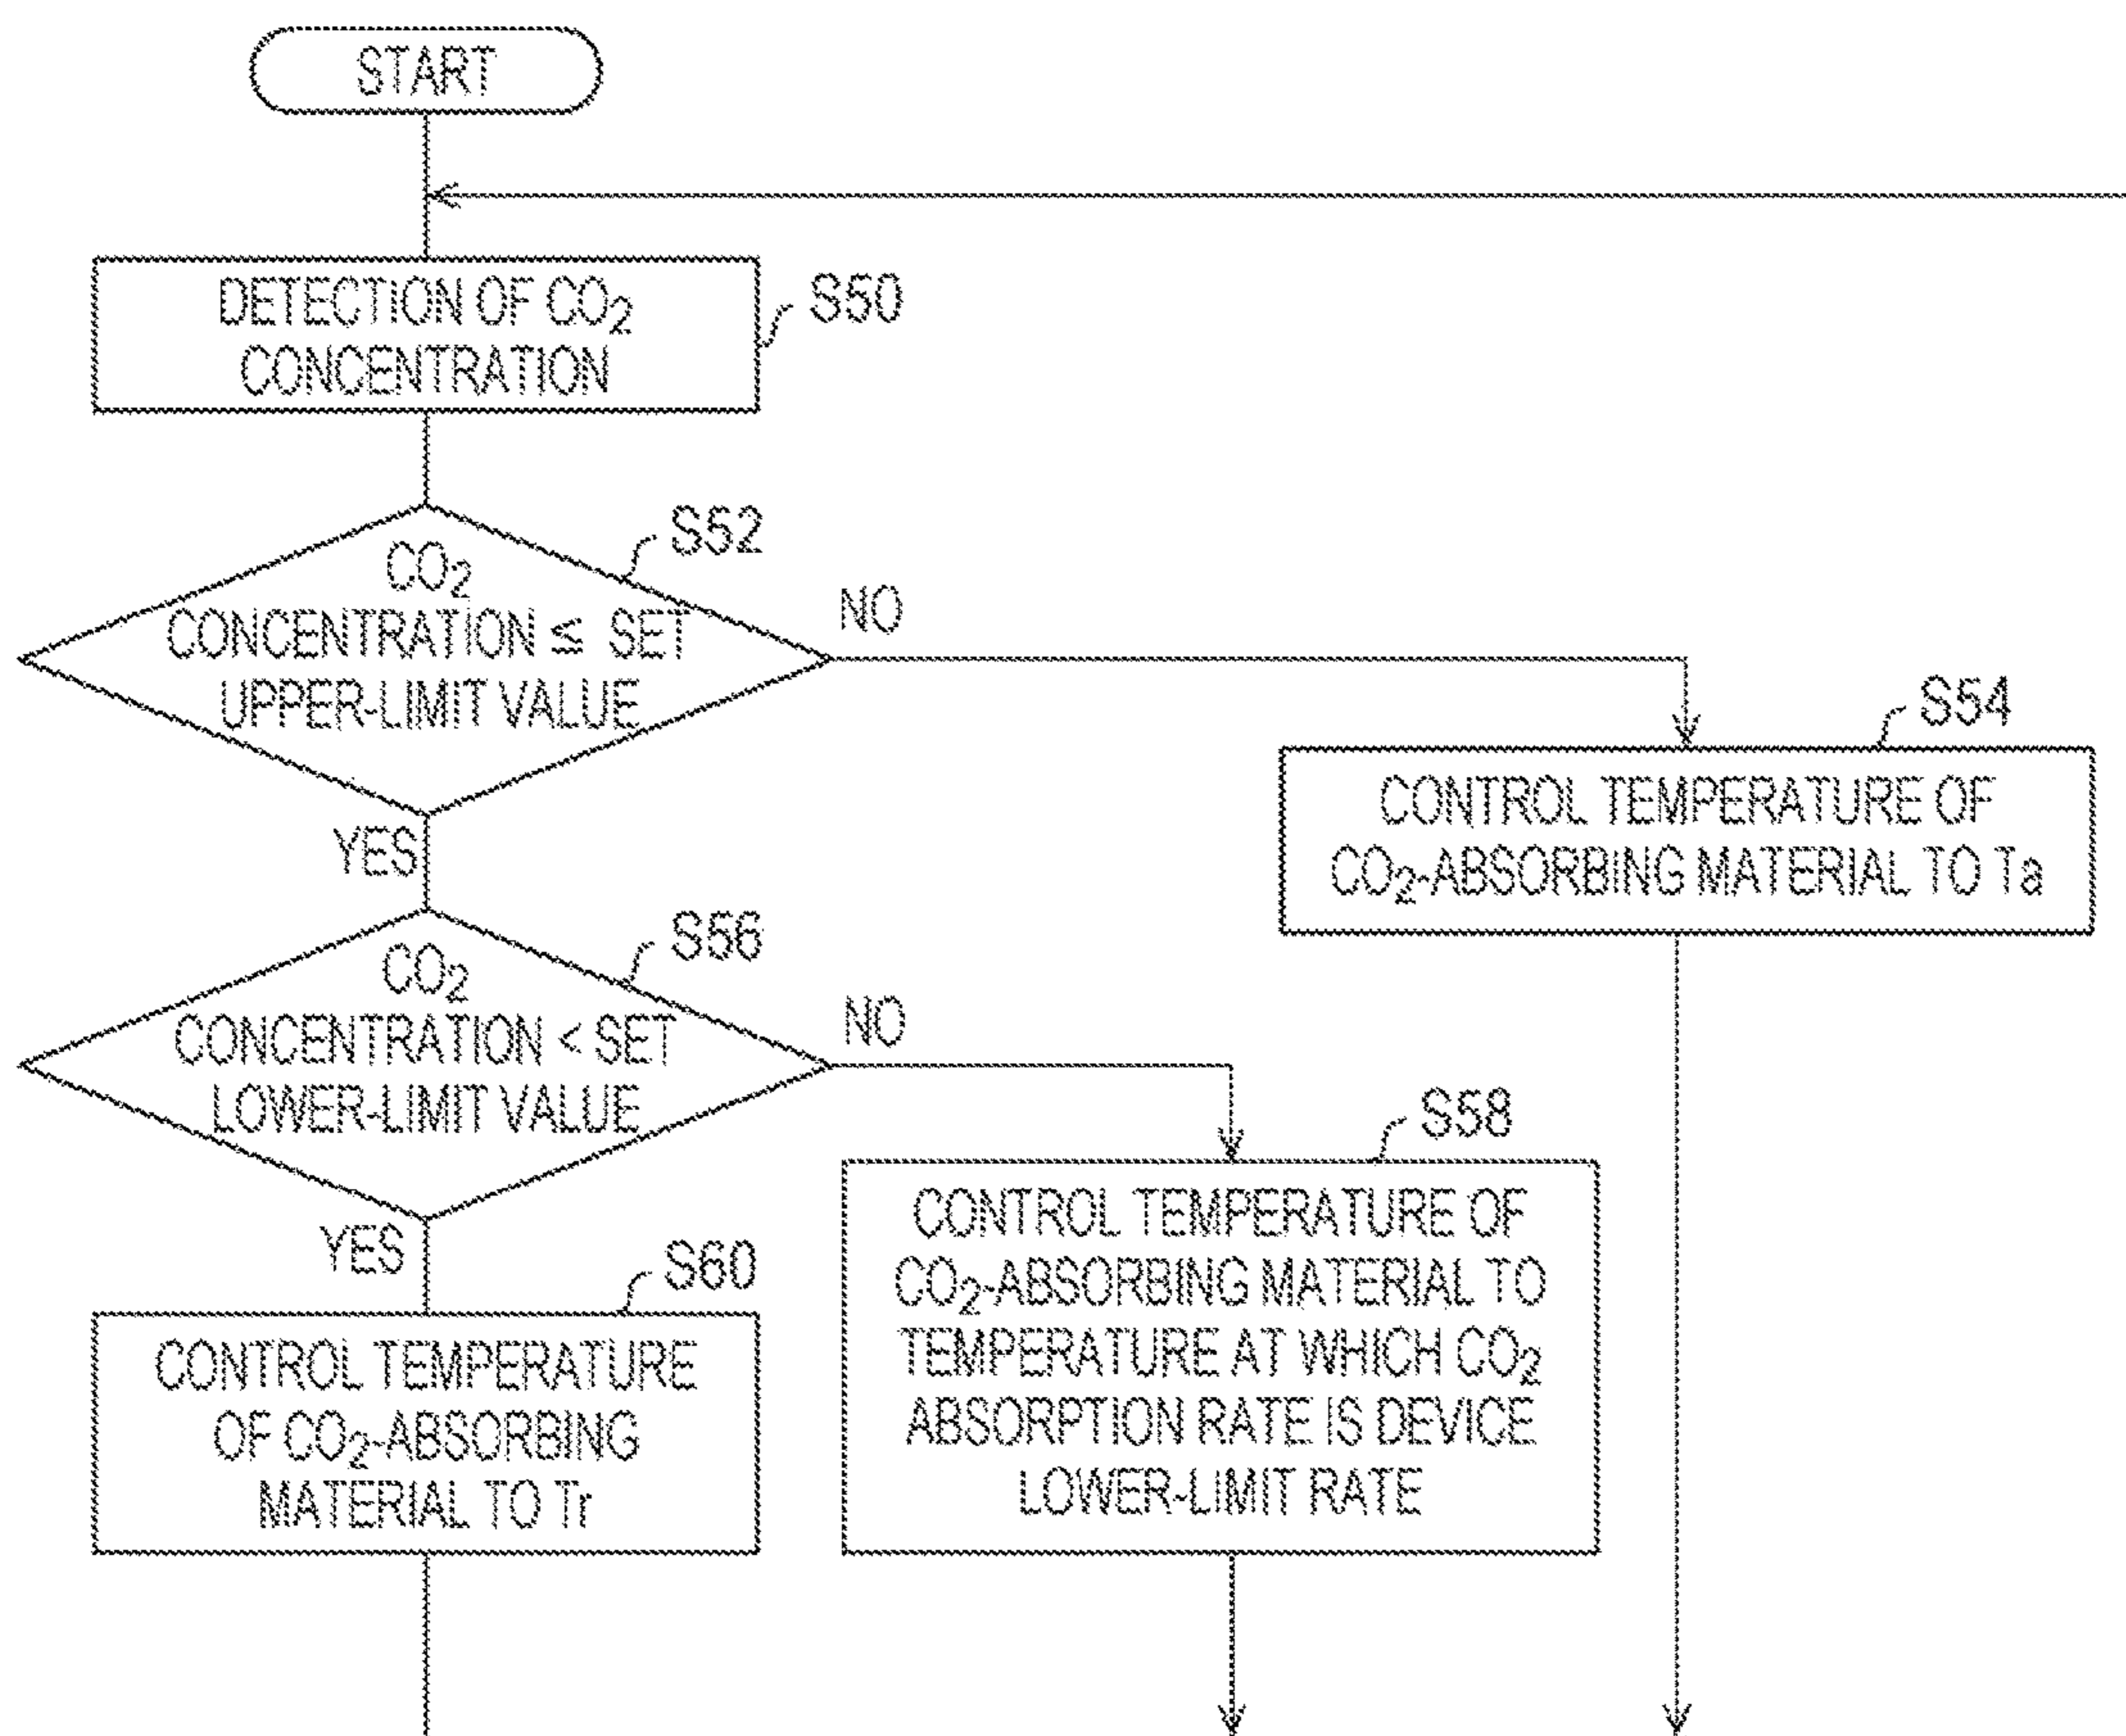 START
DETECTION OF CO2
CONCENTRATION
S50
CO2
CONCENTRATION ≦ SET
UPPER-LIMIT VALUE
S52
NO
YES
S54
CONTROL TEMPERATURE OF
CO2-ABSORBING MATERIAL TO Ta
CO2
CONCENTRATION < SET
LOWER-LIMIT VALUE
S56
NO
YES
S58
CONTROL TEMPERATURE OF
CO2-ABSORBING MATERIAL TO
TEMPERATURE AT WHICH CO2
ABSORPTION RATE IS DEVICE
LOWER-LIMIT RATE
S60
CONTROL TEMPERATURE
OF CO2-ABSORBING
MATERIAL TO Tr